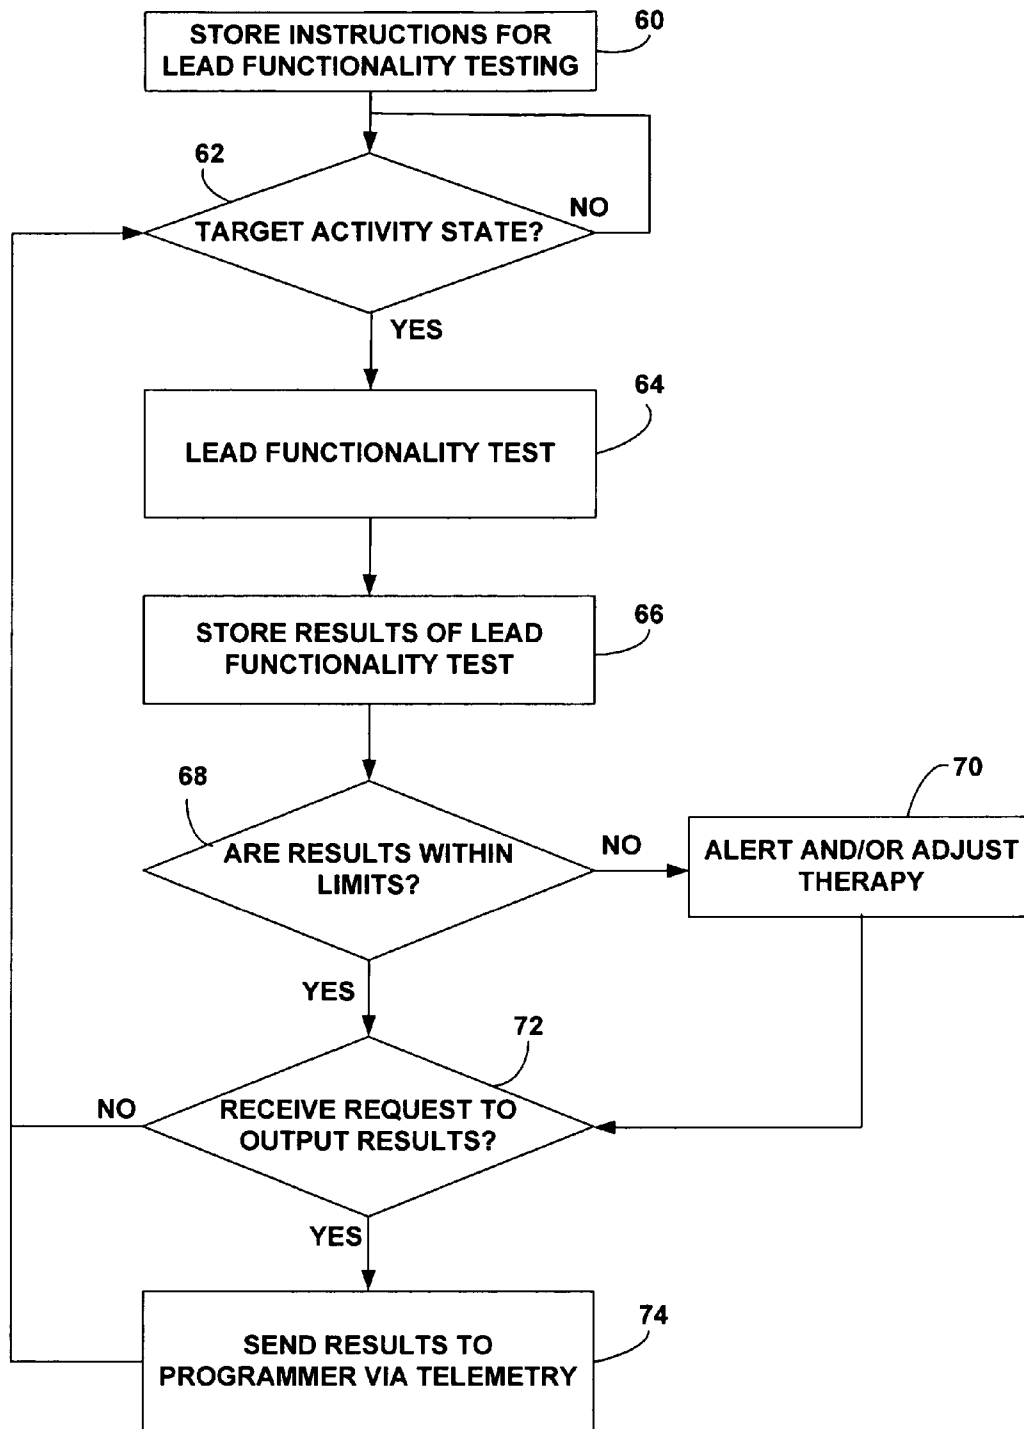 60
STORE INSTRUCTIONS FOR
LEAD FUNCTIONALITY TESTING
62
NO
TARGET ACTIVITY STATE?
YES
64
LEAD FUNCTIONALITY TEST
66
STORE RESULTS OF LEAD
FUNCTIONALITY TEST
68
70
ARE RESULTS WITHIN
LIMITS?
NO
ALERT AND/OR ADJUST
THERAPY
YES
72
NO
RECEIVE REQUEST TO
OUTPUT RESULTS?
YES
74
SEND RESULTS TO
PROGRAMMER VIA TELEMETRY